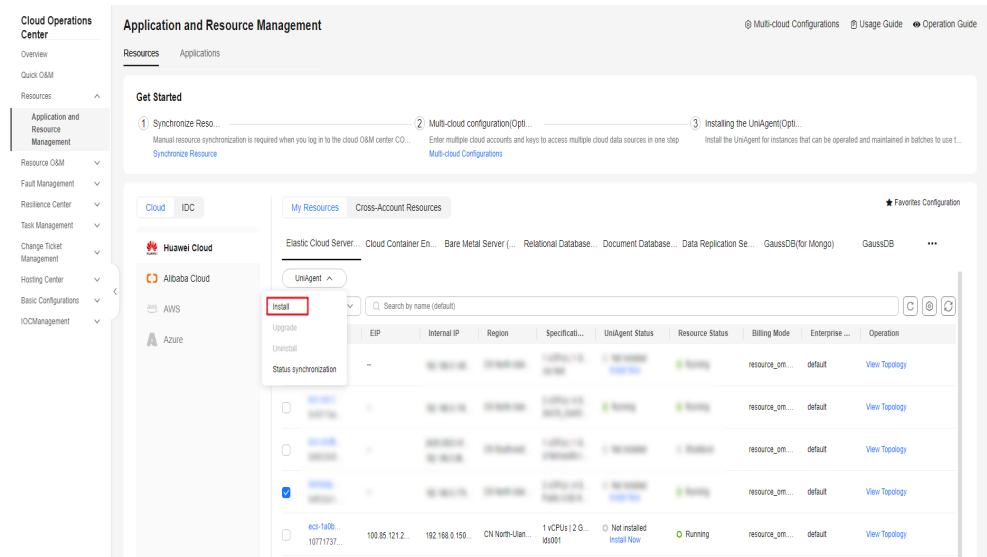 Cloud Operations
Center
Overview
Quick O&M
Resources
Application and
Resource
Management
Resource O&M
Fault Management
Resilience Center
Task Management
Change Ticket
Management
Hosting Center
Basic Configurations
IOCManagement
Application and Resource Management
Multi-cloud Configurations Usage Guide Operation Guide
Resources Applications
Get Started
1 Synchronize Reso... 2 Multi-cloud configuration(Opti... 3 Installing the UniAgent(Opti...
Manual resource synchronization is required when you log in to the cloud O&M center CO... Enter multiple cloud accounts and keys to access multiple cloud data sources in one step Install the UniAgent for instances that can be operated and maintained in batches to use t...
Synchronize Resource Multi-cloud Configurations
Cloud IDC
Huawei Cloud
Alibaba Cloud
aws AWS
Azure
My Resources Cross-Account Resources
Favorites Configuration
Elastic Cloud Server... Cloud Container En... Bare Metal Server (... Relational Database... Document Database... Data Replication Se... GaussDB(for Mongo) GaussDB ...
UniAgent
Install
Upgrade
Uninstall
Status synchronization
Search by name (default)
EIP Internal IP Region Specificati... UniAgent Status Resource Status Billing Mode Enterprise ... Operation
-- resource_om... default View Topology
resource_om... default View Topology
resource_om... default View Topology
resource_om... default View Topology
ecs-1a0b... 100.85.121.2... 192.168.0.150... CN North-Ulan... 1 vCPUs | 2 G... Not installed Running resource_om... default View Topology
10771737... lds001 Install Now